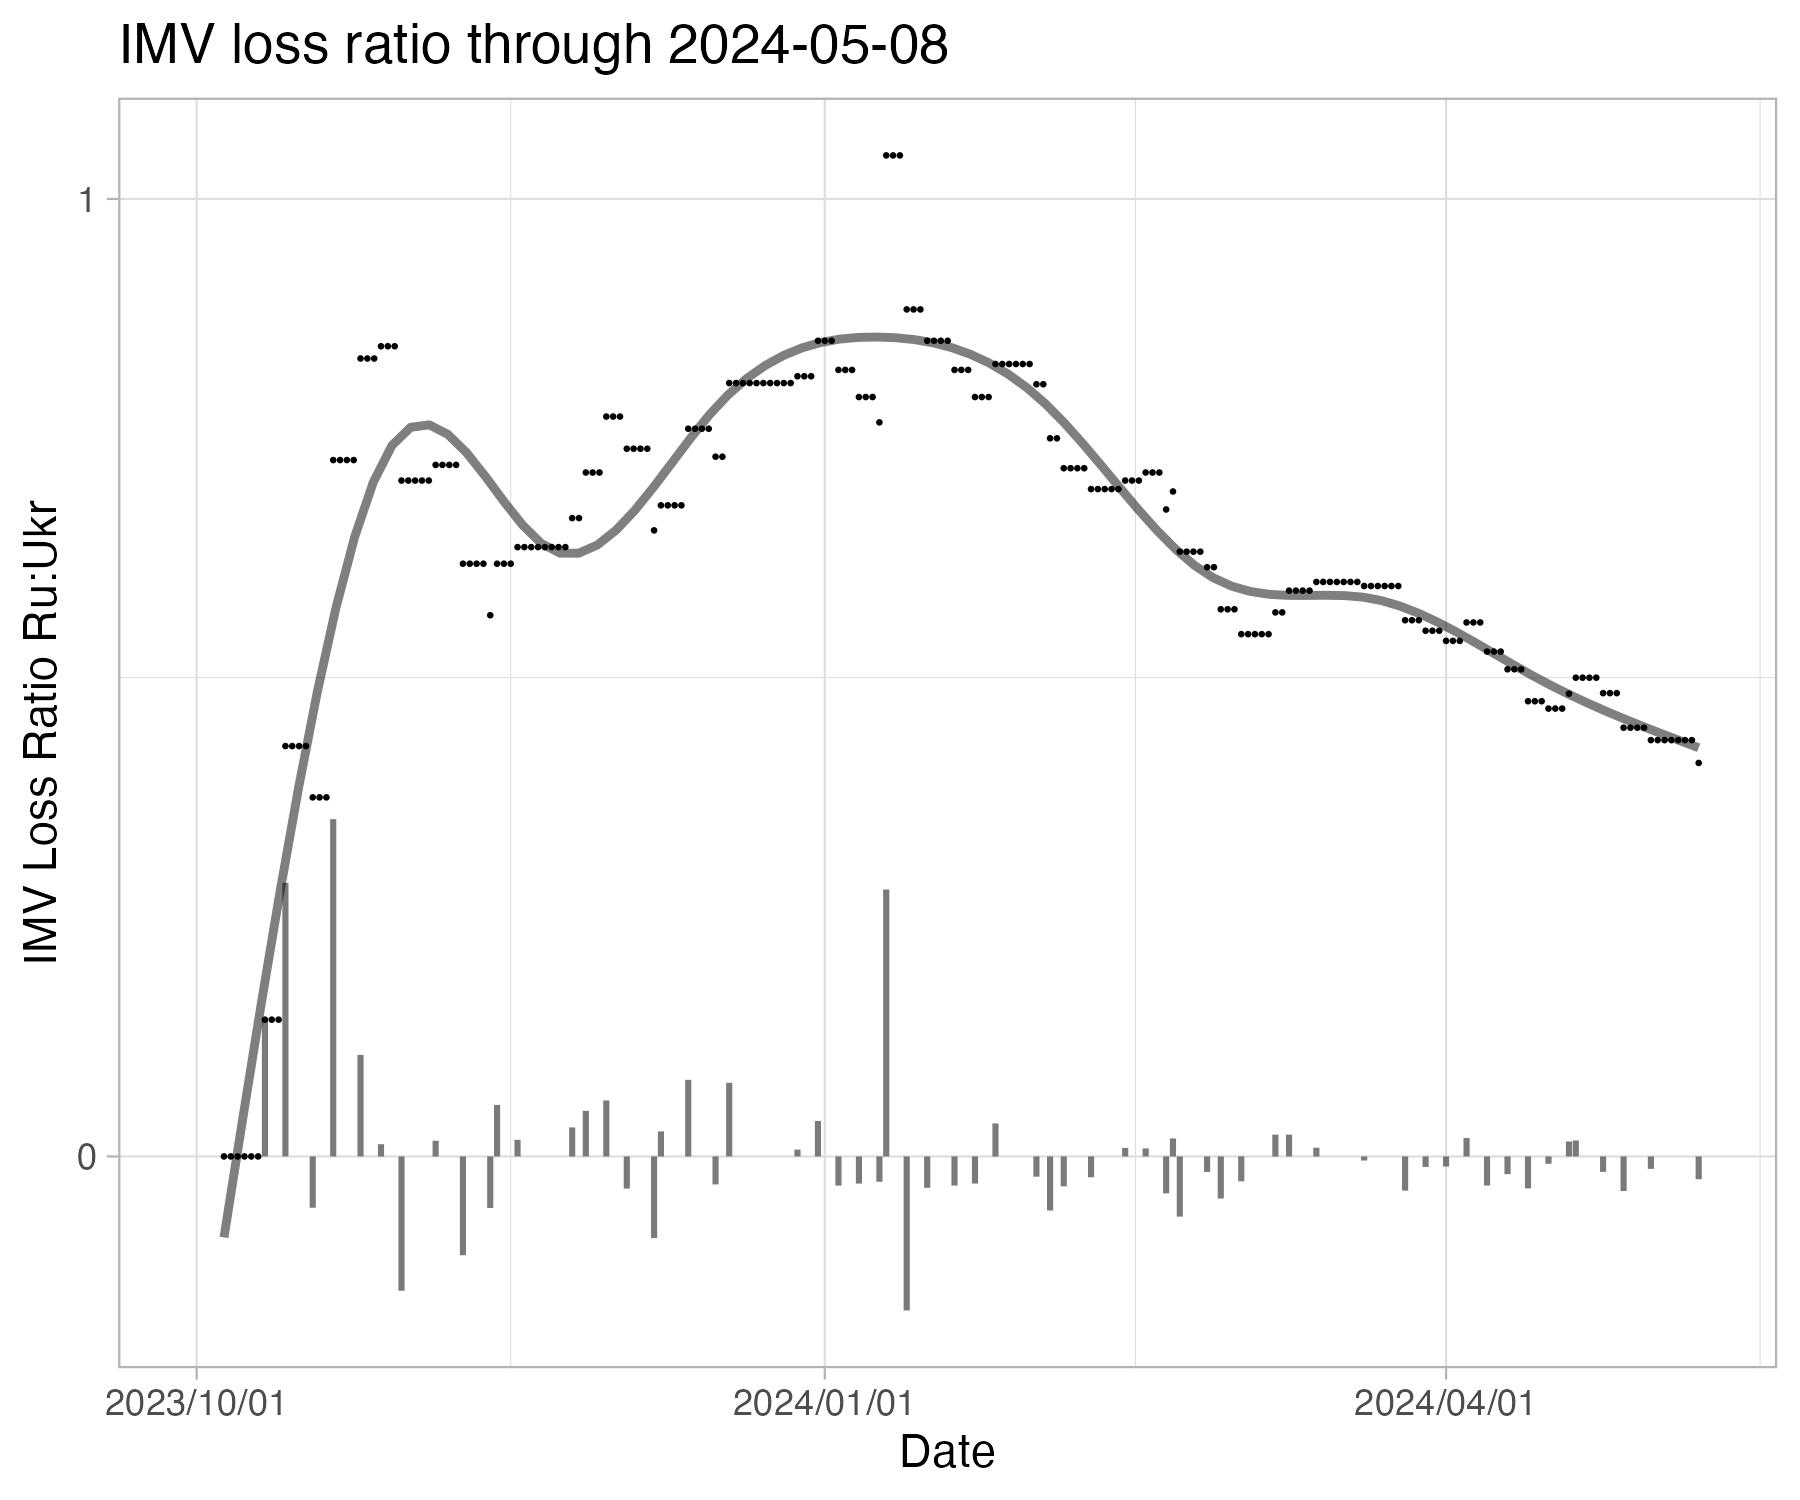 IMV loss ratio through 2024-05-08
IMV Loss Ratio Ru:Ukr
1
0
2023/10/01
2024/01/01
2024/04/01
Date